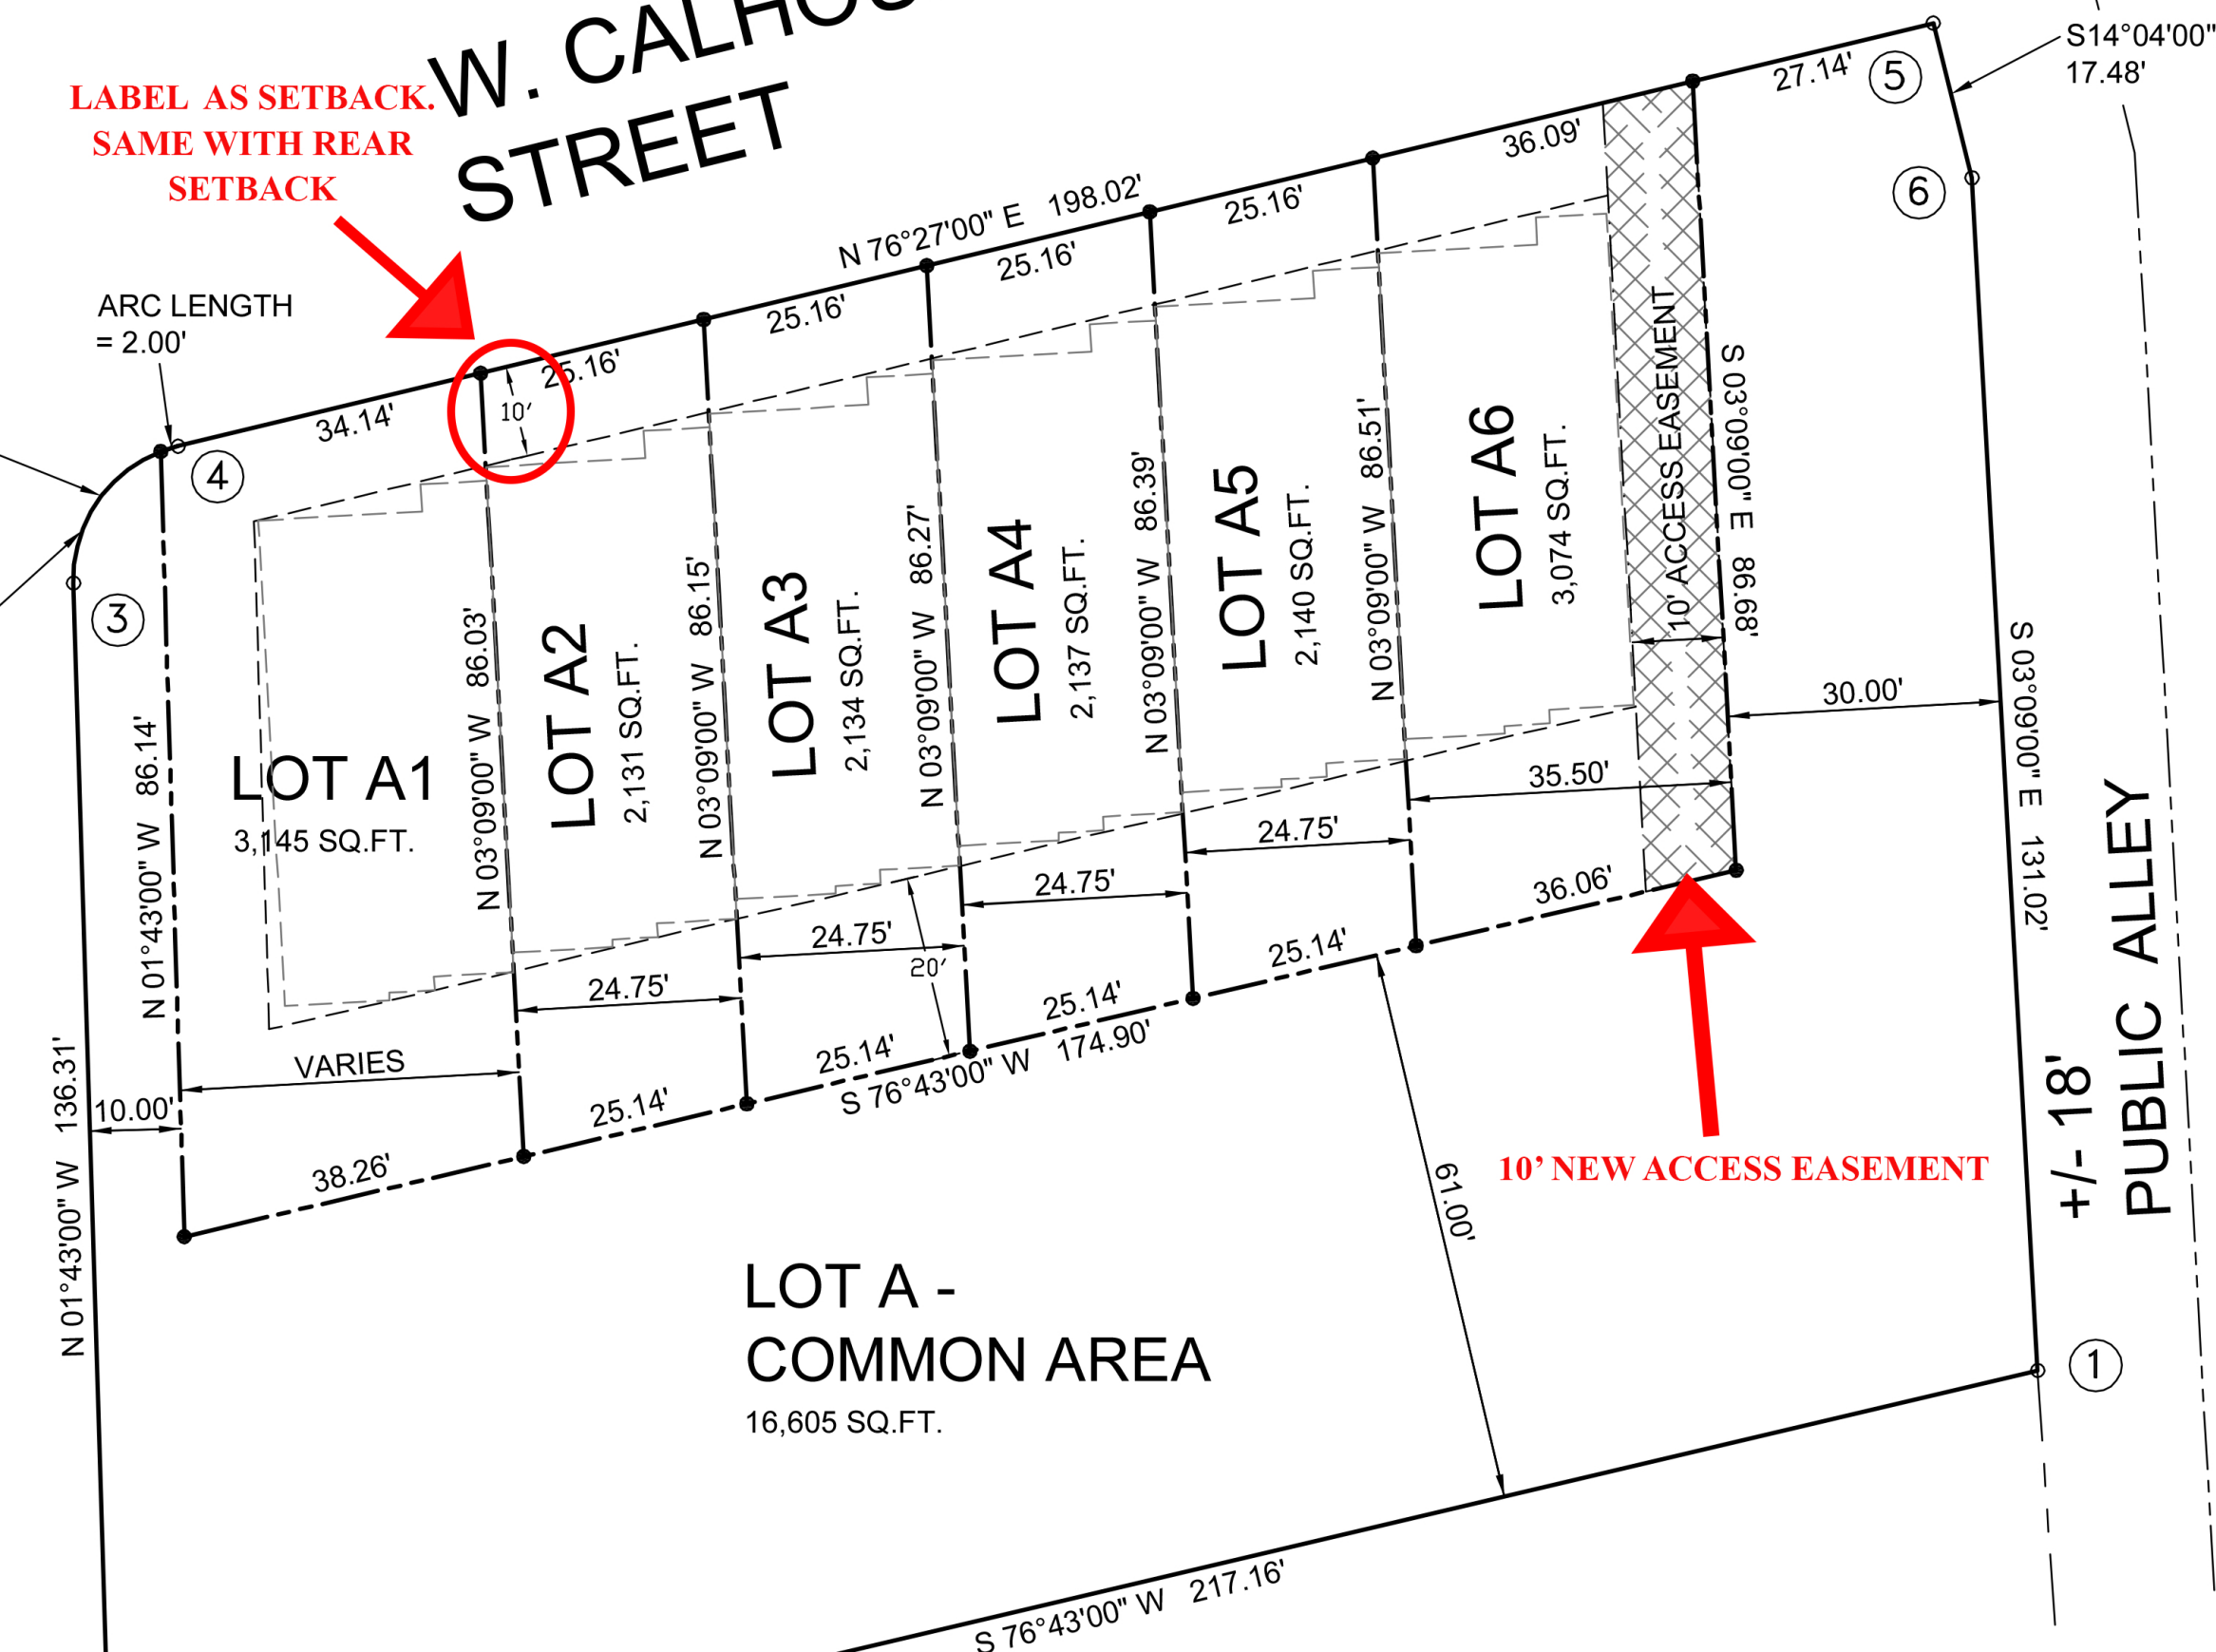 W. CALHOU
STREET
LABEL AS SETBACK.
SAME WITH REAR
SETBACK
S14°04'00"
17.48'
5
27.14'
6
36.09'
25.16'
N 76°27'00" E 198.02'
25.16'
25.16'
25.16'
10'
34.14'
ARC LENGTH
= 2.00'
4
3
10' ACCESS EASEMENT
S 03°09'00" E 86.68'
LOT A6
3,074 SQ.FT.
N 03°09'00" W 86.51'
LOT A5
2,140 SQ.FT.
N 03°09'00" W 86.39'
LOT A4
2,137 SQ.FT.
N 03°09'00" W 86.27'
LOT A3
2,134 SQ.FT.
N 03°09'00" W 86.15'
LOT A2
2,131 SQ.FT.
N 03°09'00" W 86.03'
LOT A1
3,145 SQ.FT.
N 01°43'00" W 86.14'
N 01°43'00" W 136.31'
30.00'
S 03°09'00" E 131.02'
35.50'
24.75'
24.75'
24.75'
24.75'
VARIES
10.00'
20'
36.06'
25.14'
25.14'
25.14'
25.14'
38.26'
S 76°43'00" W 174.90'
61.00'
10’ NEW ACCESS EASEMENT
+/- 18'
PUBLIC ALLEY
LOT A -
COMMON AREA
16,605 SQ.FT.
1
S 76°43'00" W 217.16'